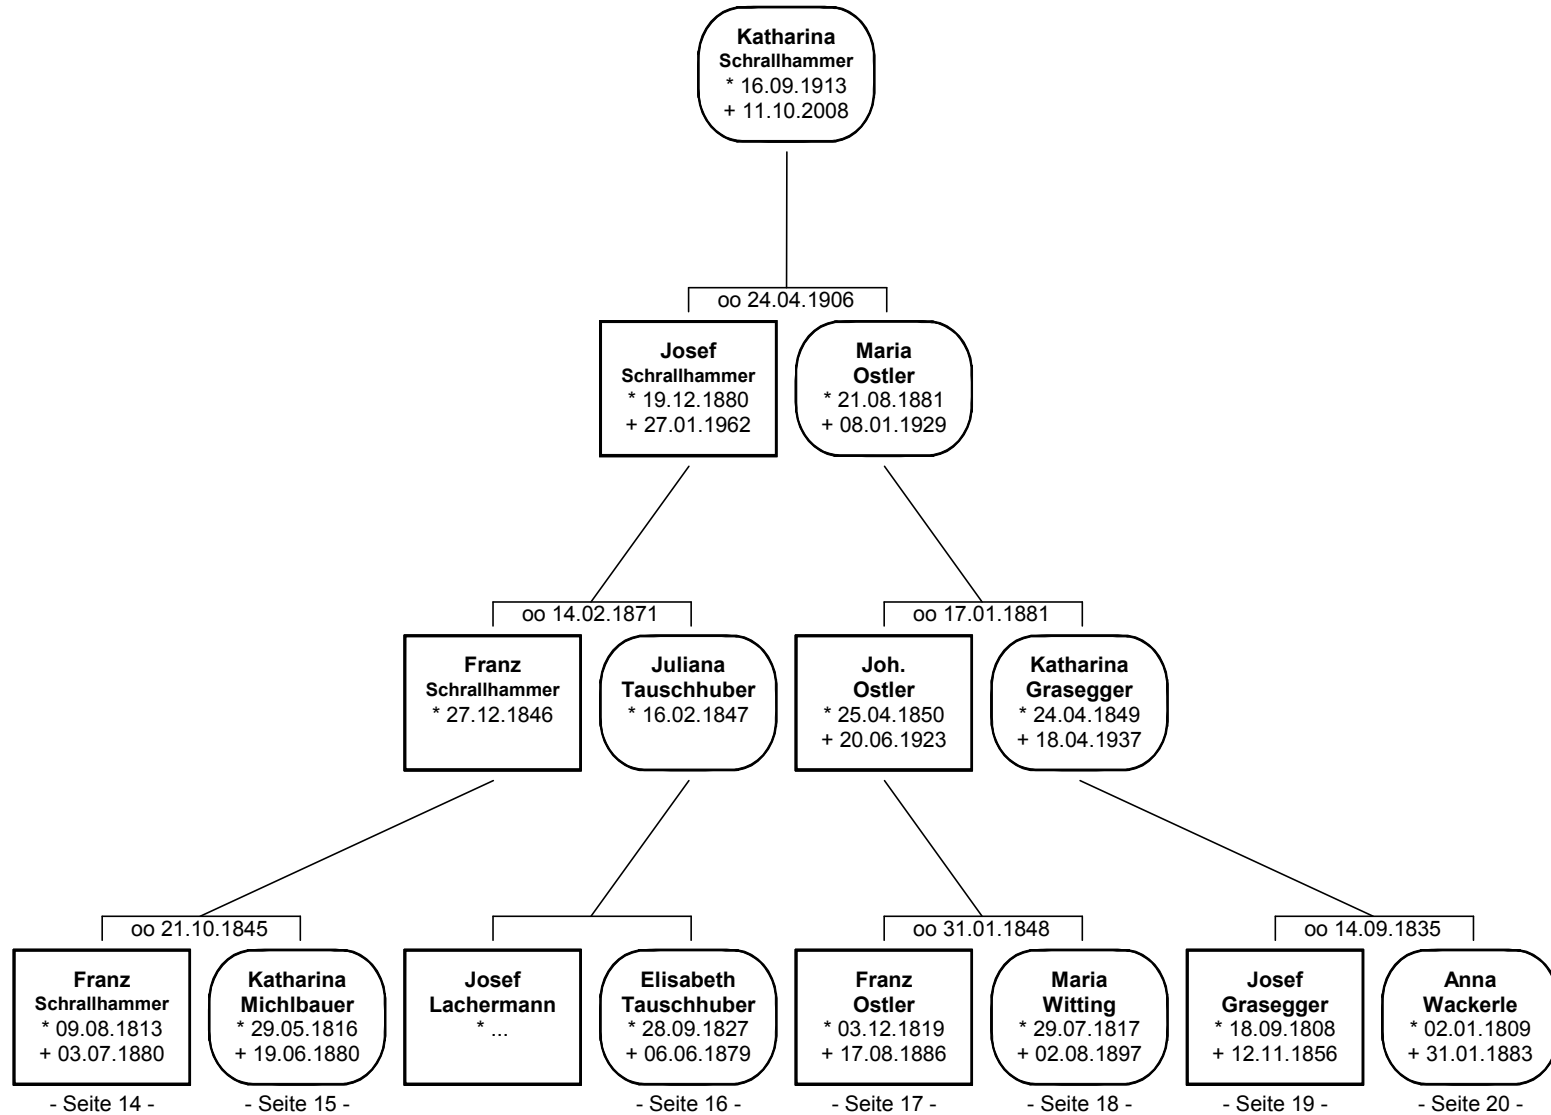 Katharina
Schrallhammer
* 16.09.1913
+ 11.10.2008
oo 24.04.1906
Josef
Schrallhammer
* 19.12.1880
+ 27.01.1962
Maria
Ostler
* 21.08.1881
+ 08.01.1929
oo 14.02.1871
oo 17.01.1881
Franz
Schrallhammer
* 27.12.1846
Juliana
Tauschhuber
* 16.02.1847
Joh.
Ostler
* 25.04.1850
+ 20.06.1923
Katharina
Grasegger
* 24.04.1849
+ 18.04.1937
oo 21.10.1845
oo 31.01.1848
oo 14.09.1835
Franz
Schrallhammer
* 09.08.1813
+ 03.07.1880
Katharina
Michlbauer
* 29.05.1816
+ 19.06.1880
Josef
Lachermann
* ...
Elisabeth
Tauschhuber
* 28.09.1827
+ 06.06.1879
Franz
Ostler
* 03.12.1819
+ 17.08.1886
Maria
Witting
* 29.07.1817
+ 02.08.1897
Josef
Grasegger
* 18.09.1808
+ 12.11.1856
Anna
Wackerle
* 02.01.1809
+ 31.01.1883
- Seite 14 -
- Seite 15 -
- Seite 16 -
- Seite 17 -
- Seite 18 -
- Seite 19 -
- Seite 20 -